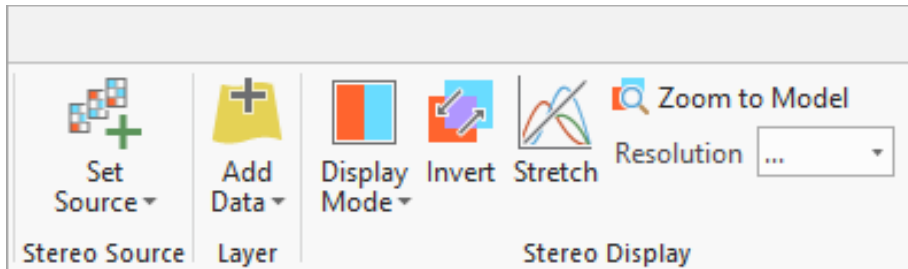 Set
Source
Stereo Source
Add
Data
Layer
Display
Mode
Invert
Stretch
Zoom to Model
Resolution ...
Stereo Display